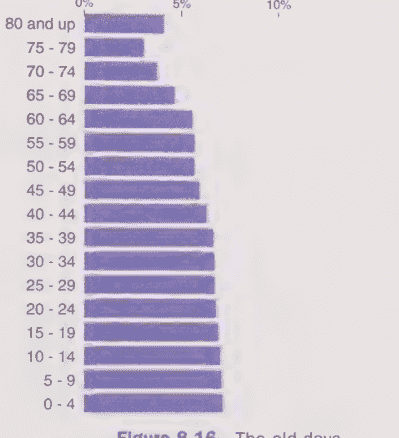 0% 5% 10%
80 and up
75 - 79
70 - 74
65 - 69
60 - 64
55 - 59
50 - 54
45 - 49
40 - 44
35 - 39
30 - 34
25 - 29
20 - 24
15 - 19
10 - 14
5 - 9
0 - 4
Figure 8-16 The old days